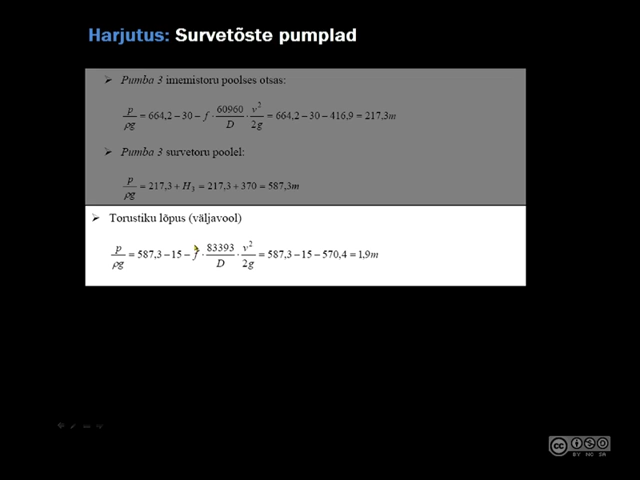 Harjutus: Survetõste pumplad
➢ Pumba 3 imemistoru poolses otsas:
p/ρg = 664,2 − 30 − f · 60960/D · v²/2g = 664,2 − 30 − 416,9 = 217,3m
➢ Pumba 3 survetoru poolel:
p/ρg = 217,3 + H₃ = 217,3 + 370 = 587,3m
➢ Torustiku lõpus (väljavool)
p/ρg = 587,3 − 15 − f · 83393/D · v²/2g = 587,3 − 15 − 570,4 = 1,9m
cc
BY NC SA